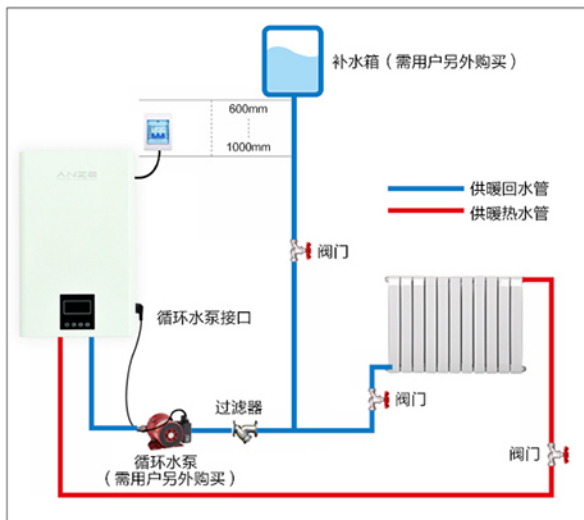 补水箱（需用户另外购买）
600mm
1000mm
供暖回水管
供暖热水管
阀门
循环水泵接口
过滤器
阀门
阀门
循环水泵
（需用户另外购买）